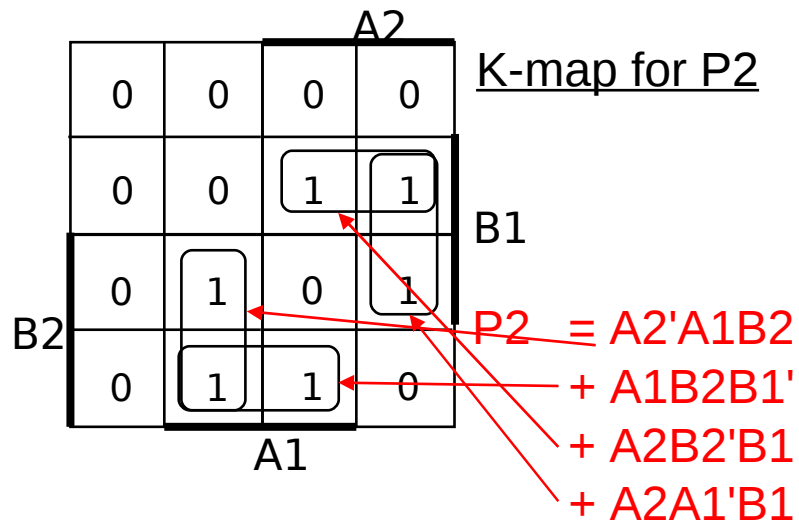 A2
K-map for P2
0 0 0 0
0 0 1 1
B1
0 1 0 1
B2
P2 = A2'A1B2
0 1 1 0
+ A1B2B1'
A1
+ A2B2'B1
+ A2A1'B1